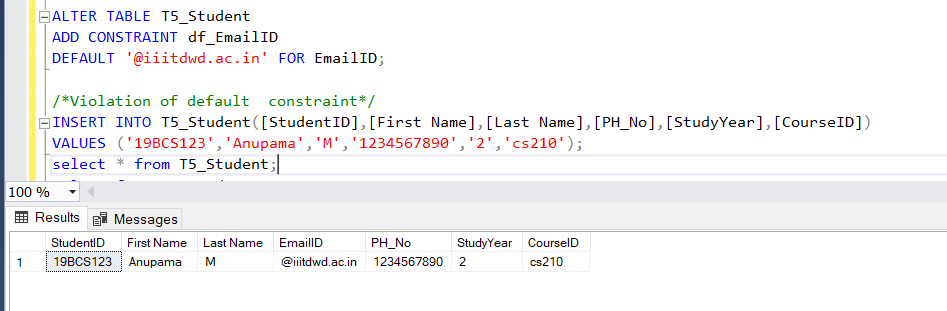 ALTER TABLE T5_Student
ADD CONSTRAINT df_EmailID
DEFAULT '@iiitdwd.ac.in' FOR EmailID;
/*Violation of default  constraint*/
INSERT INTO T5_Student([StudentID],[First Name],[Last Name],[PH_No],[StudyYear],[CourseID])
VALUES ('19BCS123','Anupama','M','1234567890','2','cs210');
select * from T5_Student;
100 %
Results Messages
StudentID First Name Last Name EmailID PH_No StudyYear CourseID
1 19BCS123 Anupama M @iiitdwd.ac.in 1234567890 2 cs210